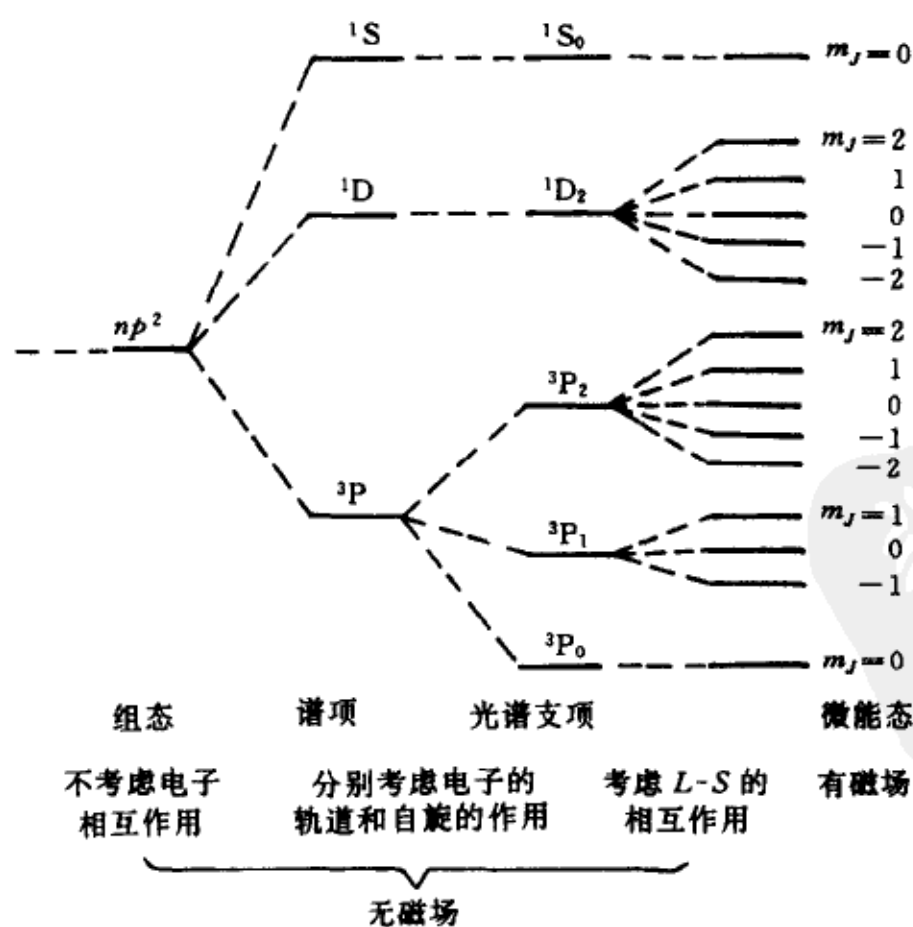 ¹S ¹S₀ m_J=0
m_J=2
¹D ¹D₂ 1
0
−1
−2
np² m_J=2
³P₂ 1
0
−1
−2
³P m_J=1
³P₁ 0
−1
³P₀ m_J=0
组态 谱项 光谱支项 微能态
不考虑电子 分别考虑电子的 考虑 L-S 的 有磁场
相互作用 轨道和自旋的作用 相互作用
无磁场